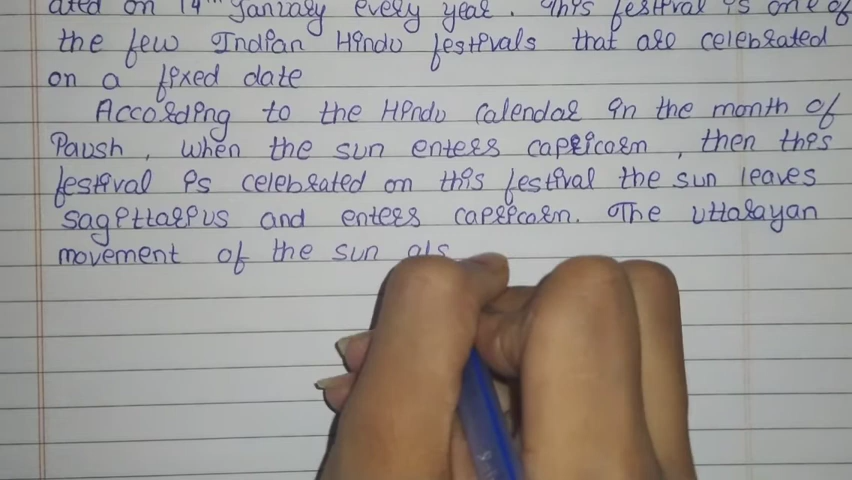 ated on 14th January every year. This festival is one of
the few Indian Hindu festivals that are celebrated
on a fixed date
According to the Hindu Calendar in the month of
Paush, when the sun enters capricorn, then this
festival is celebrated on this festival the sun leaves
sagittarius and enters capricorn. The uttarayan
movement of the sun als